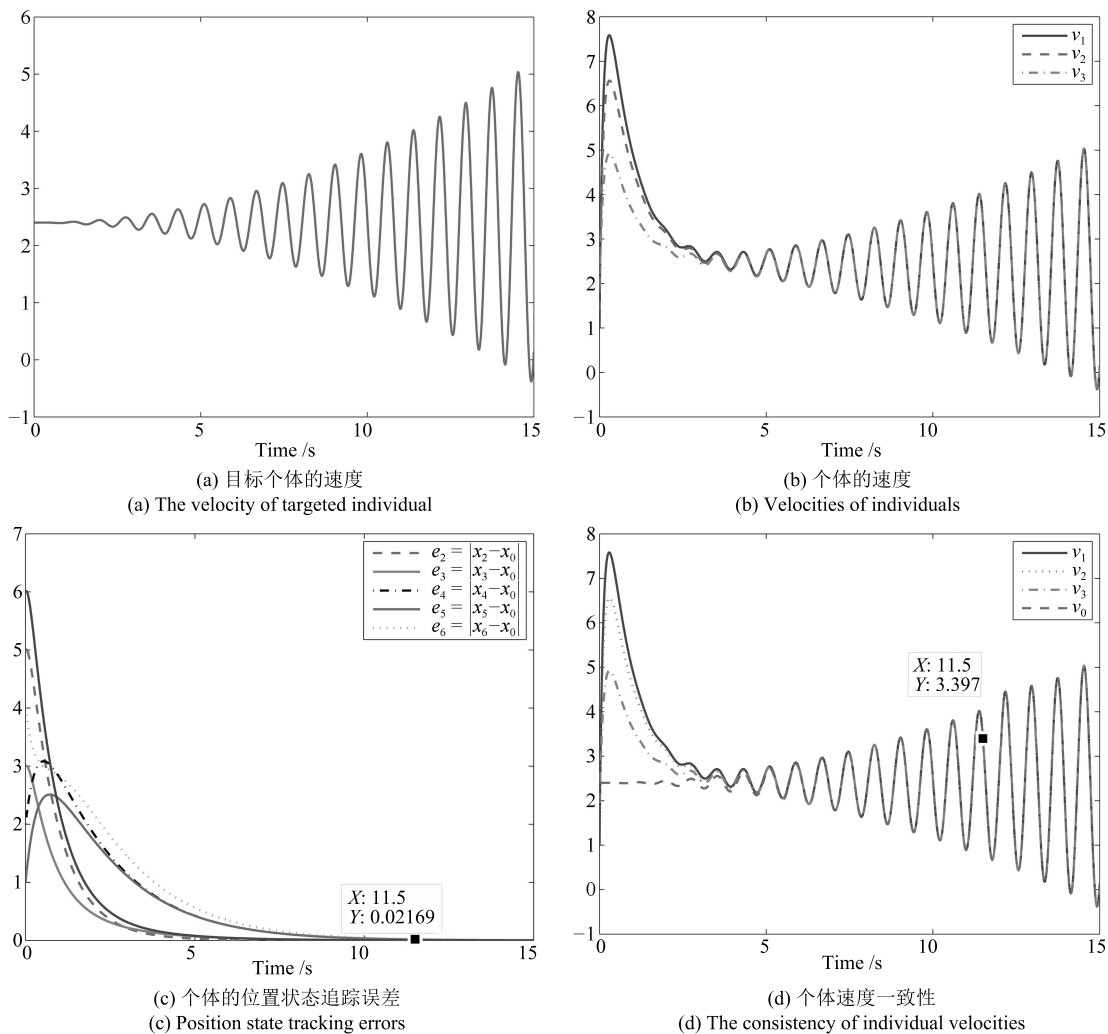 6
5
4
3
2
1
0
−1
0 5 10 15
Time /s
(a) 目标个体的速度
(a) The velocity of targeted individual
8
7
6
5
4
3
2
1
0
−1
0 5 10 15
v1
v2
v3
Time /s
(b) 个体的速度
(b) Velocities of individuals
7
6
5
4
3
2
1
0
0 5 10 15
e2 = |x2−x0|
e3 = |x3−x0|
e4 = |x4−x0|
e5 = |x5−x0|
e6 = |x6−x0|
X: 11.5
Y: 0.02169
Time /s
(c) 个体的位置状态追踪误差
(c) Position state tracking errors
8
7
6
5
4
3
2
1
0
−1
0 5 10 15
v1
v2
v3
v0
X: 11.5
Y: 3.397
Time /s
(d) 个体速度一致性
(d) The consistency of individual velocities